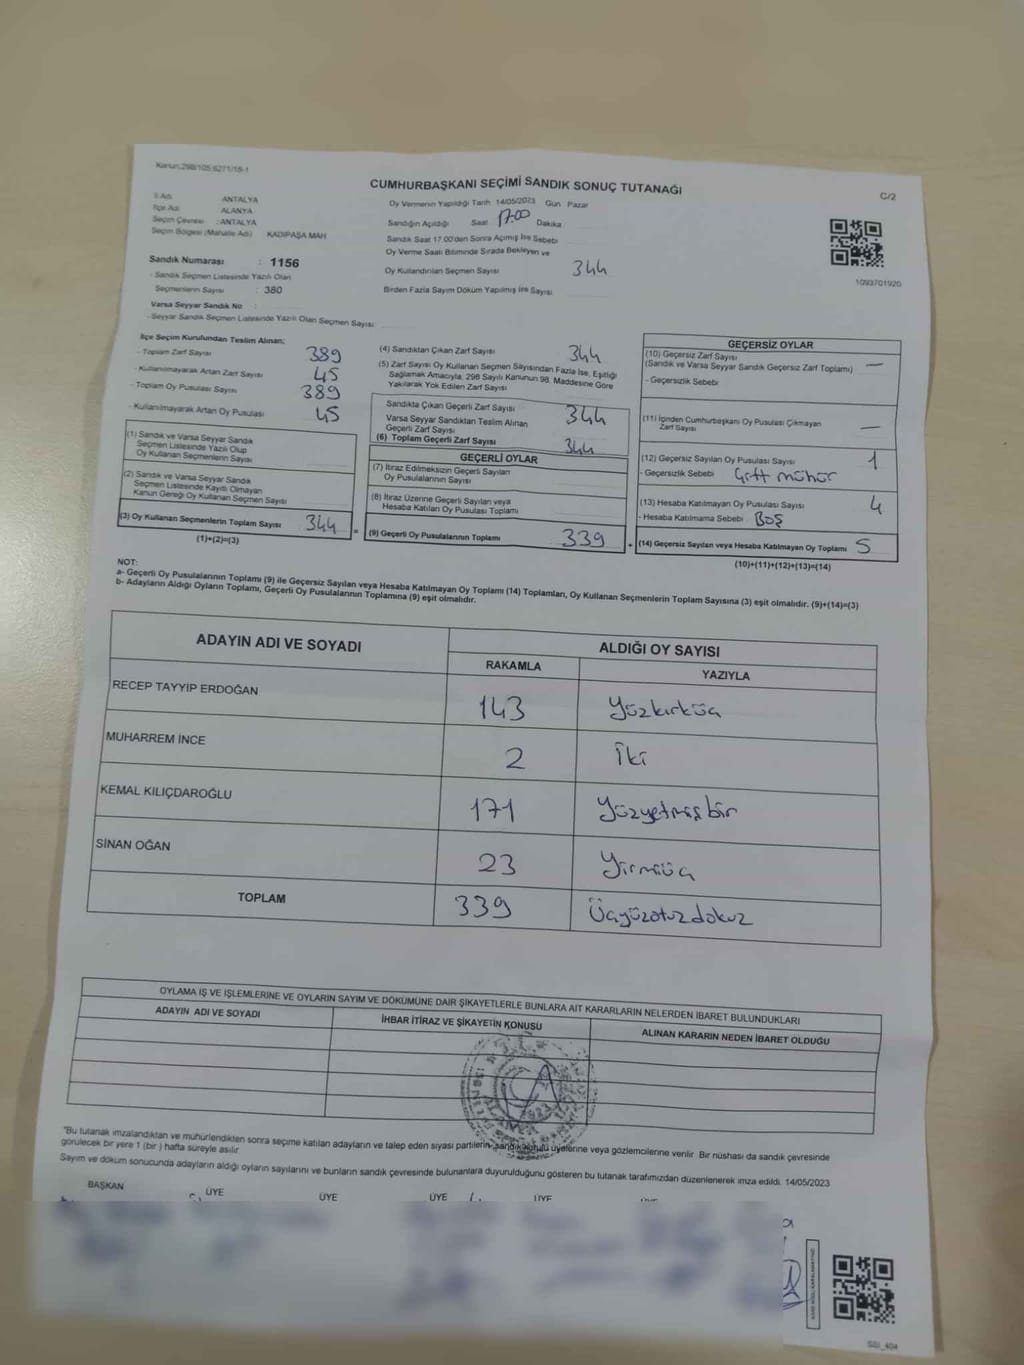 Kanun:298/105-6271/16-1
CUMHURBAŞKANI SEÇİMİ SANDIK SONUÇ TUTANAĞI
C/2
İl Adı : ANTALYA
İlçe Adı : ALANYA
Seçim Çevresi : ANTALYA
Seçim Bölgesi (Mahalle Adı) KADIPAŞA MAH
Sandık Numarası : 1156
- Sandık Seçmen Listesinde Yazılı Olan
Seçmenlerin Sayısı : 380
Varsa Seyyar Sandık No :
- Seyyar Sandık Seçmen Listesinde Yazılı Olan Seçmen Sayısı
Oy Vermenin Yapıldığı Tarih 14/05/2023 Gün Pazar
Sandığın Açıldığı Saat 17:00 Dakika
Sandık Saat 17.00'den Sonra Açılmış İse Sebebi
Oy Verme Saati Bitiminde Sırada Bekleyen ve
Oy Kullandırılan Seçmen Sayısı 344
Birden Fazla Sayım Döküm Yapılmış İse Sayısı
1093701920
İlçe Seçim Kurulundan Teslim Alınan;
- Toplam Zarf Sayısı 389
- Kullanılmayarak Artan Zarf Sayısı 45
- Toplam Oy Pusulası Sayısı 389
- Kullanılmayarak Artan Oy Pusulası 45
(1) Sandık ve Varsa Seyyar Sandık
Seçmen Listesinde Yazılı Olup
Oy Kullanan Seçmenlerin Sayısı
(2) Sandık ve Varsa Seyyar Sandık
Seçmen Listesinde Kayıtlı Olmayan
Kanun Gereği Oy Kullanan Seçmen Sayısı
(3) Oy Kullanan Seçmenlerin Toplam Sayısı 344
(1)+(2)=(3)
(4) Sandıktan Çıkan Zarf Sayısı 344
(5) Zarf Sayısı Oy Kullanan Seçmen Sayısından Fazla İse, Eşitliği
Sağlamak Amacıyla, 298 Sayılı Kanunun 98. Maddesine Göre
Yakılarak Yok Edilen Zarf Sayısı
Sandıkta Çıkan Geçerli Zarf Sayısı 344
Varsa Seyyar Sandıktan Teslim Alınan
Geçerli Zarf Sayısı
(6) Toplam Geçerli Zarf Sayısı 344
GEÇERLİ OYLAR
(7) İtiraz Edilmeksizin Geçerli Sayılan
Oy Pusulalarının Sayısı
(8) İtiraz Üzerine Geçerli Sayılan veya
Hesaba Katılan Oy Pusulası Toplamı
= (9) Geçerli Oy Pusulalarının Toplamı 339
GEÇERSİZ OYLAR
(10) Geçersiz Zarf Sayısı
(Sandık ve Varsa Seyyar Sandık Geçersiz Zarf Toplamı) —
- Geçersizlik Sebebi
(11) İçinden Cumhurbaşkanı Oy Pusulası Çıkmayan
Zarf Sayısı —
(12) Geçersiz Sayılan Oy Pusulası Sayısı 1
- Geçersizlik Sebebi Çift mühür
(13) Hesaba Katılmayan Oy Pusulası Sayısı 4
- Hesaba Katılmama Sebebi Boş
+ (14) Geçersiz Sayılan veya Hesaba Katılmayan Oy Toplamı 5
(10)+(11)+(12)+(13)=(14)
NOT:
a- Geçerli Oy Pusulalarının Toplamı (9) ile Geçersiz Sayılan veya Hesaba Katılmayan Oy Toplamı (14) Toplamları, Oy Kullanan Seçmenlerin Toplam Sayısına (3) eşit olmalıdır. (9)+(14)=(3)
b- Adayların Aldığı Oyların Toplamı, Geçerli Oy Pusulalarının Toplamına (9) eşit olmalıdır.
ADAYIN ADI VE SOYADI
ALDIĞI OY SAYISI
RAKAMLA YAZIYLA
RECEP TAYYİP ERDOĞAN 143 Yüzkırküç
MUHARREM İNCE 2 İki
KEMAL KILIÇDAROĞLU 171 Yüzyetmişbir
SİNAN OĞAN 23 Yirmiüç
TOPLAM 339 Üçyüzotuzdokuz
OYLAMA İŞ VE İŞLEMLERİNE VE OYLARIN SAYIM VE DÖKÜMÜNE DAİR ŞİKAYETLERLE BUNLARA AİT KARARLARIN NELERDEN İBARET BULUNDUKLARI
ADAYIN ADI VE SOYADI İHBAR İTİRAZ VE ŞİKAYETİN KONUSU ALINAN KARARIN NEDEN İBARET OLDUĞU
"Bu tutanak imzalandıktan ve mühürlendikten sonra seçime katılan adayların ve talep eden siyasi partilerin, sandık kurulu üyelerine veya gözlemcilerine verilir. Bir nüshası da sandık çevresinde
görülecek bir yere 1 (bir ) hafta süreyle asılır.
Sayım ve döküm sonucunda adayların aldığı oyların sayılarını ve bunların sandık çevresinde bulunanlara duyurulduğunu gösteren bu tutanak tarafımızdan düzenlenerek imza edildi. 14/05/2023
BAŞKAN ÜYE ÜYE ÜYE ÜYE ÜYE